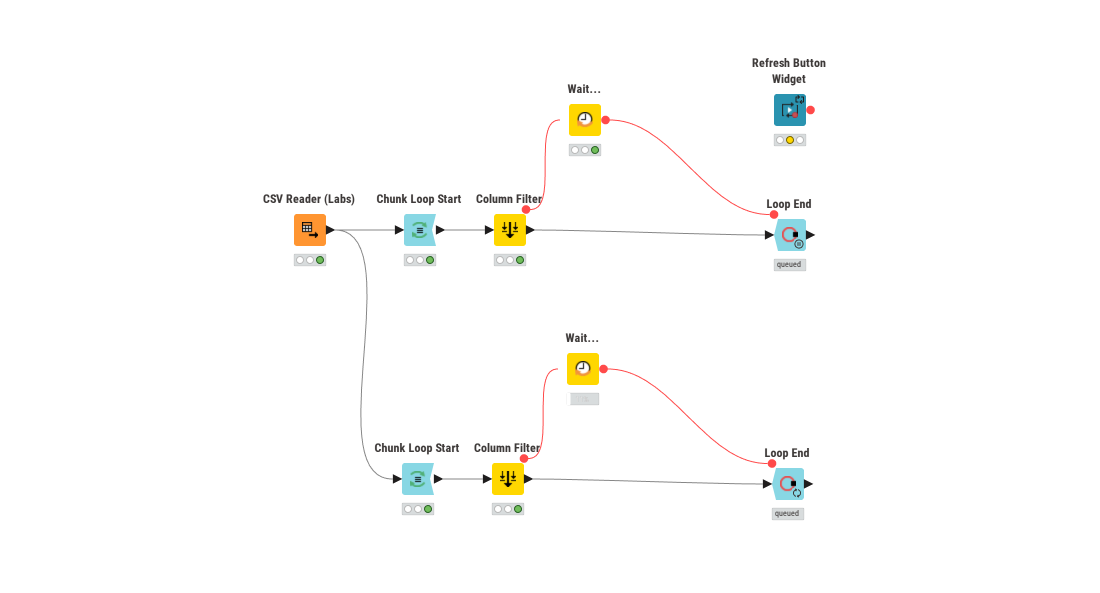 Refresh Button
Widget
Wait...
CSV Reader (Labs)
Chunk Loop Start
Column Filter
Loop End
queued
Wait...
Chunk Loop Start
Column Filter
Loop End
queued